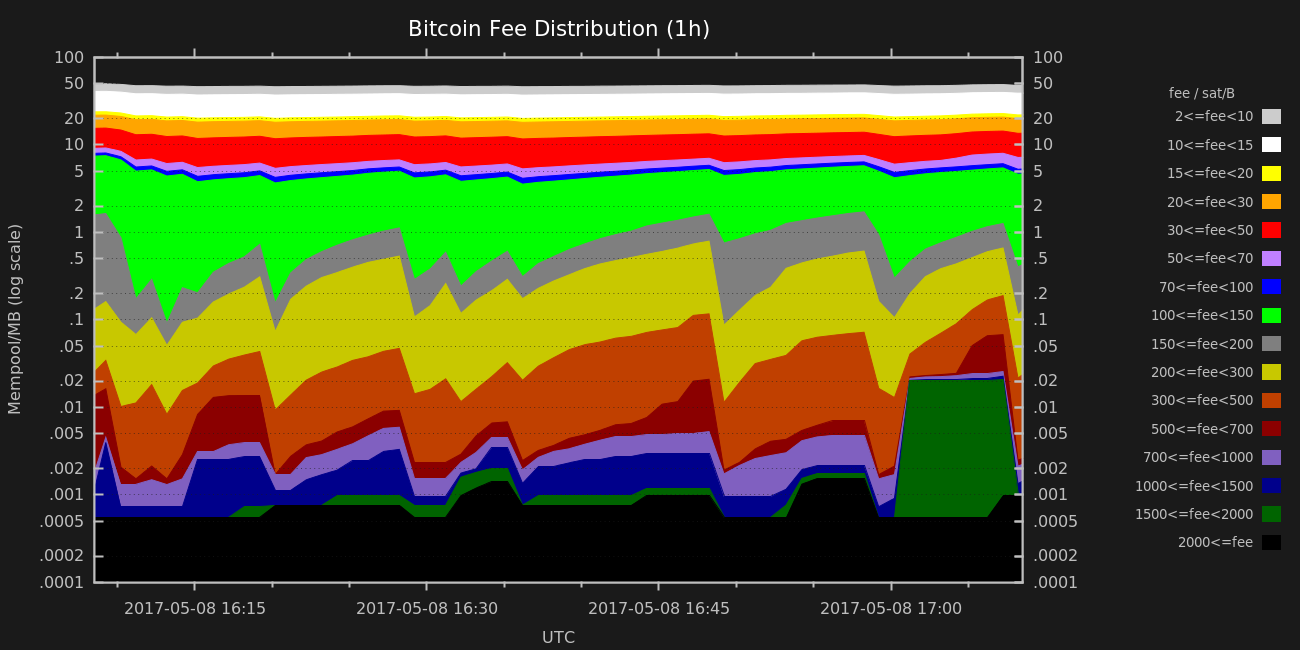 Bitcoin Fee Distribution (1h)
100
50
20
10
5
2
1
.5
.2
.1
.05
.02
.01
.005
.002
.001
.0005
.0002
.0001
Mempool/MB (log scale)
100
50
20
10
5
2
1
.5
.2
.1
.05
.02
.01
.005
.002
.001
.0005
.0002
.0001
fee / sat/B
2<=fee<10
10<=fee<15
15<=fee<20
20<=fee<30
30<=fee<50
50<=fee<70
70<=fee<100
100<=fee<150
150<=fee<200
200<=fee<300
300<=fee<500
500<=fee<700
700<=fee<1000
1000<=fee<1500
1500<=fee<2000
2000<=fee
2017-05-08 16:15 2017-05-08 16:30 2017-05-08 16:45 2017-05-08 17:00
UTC